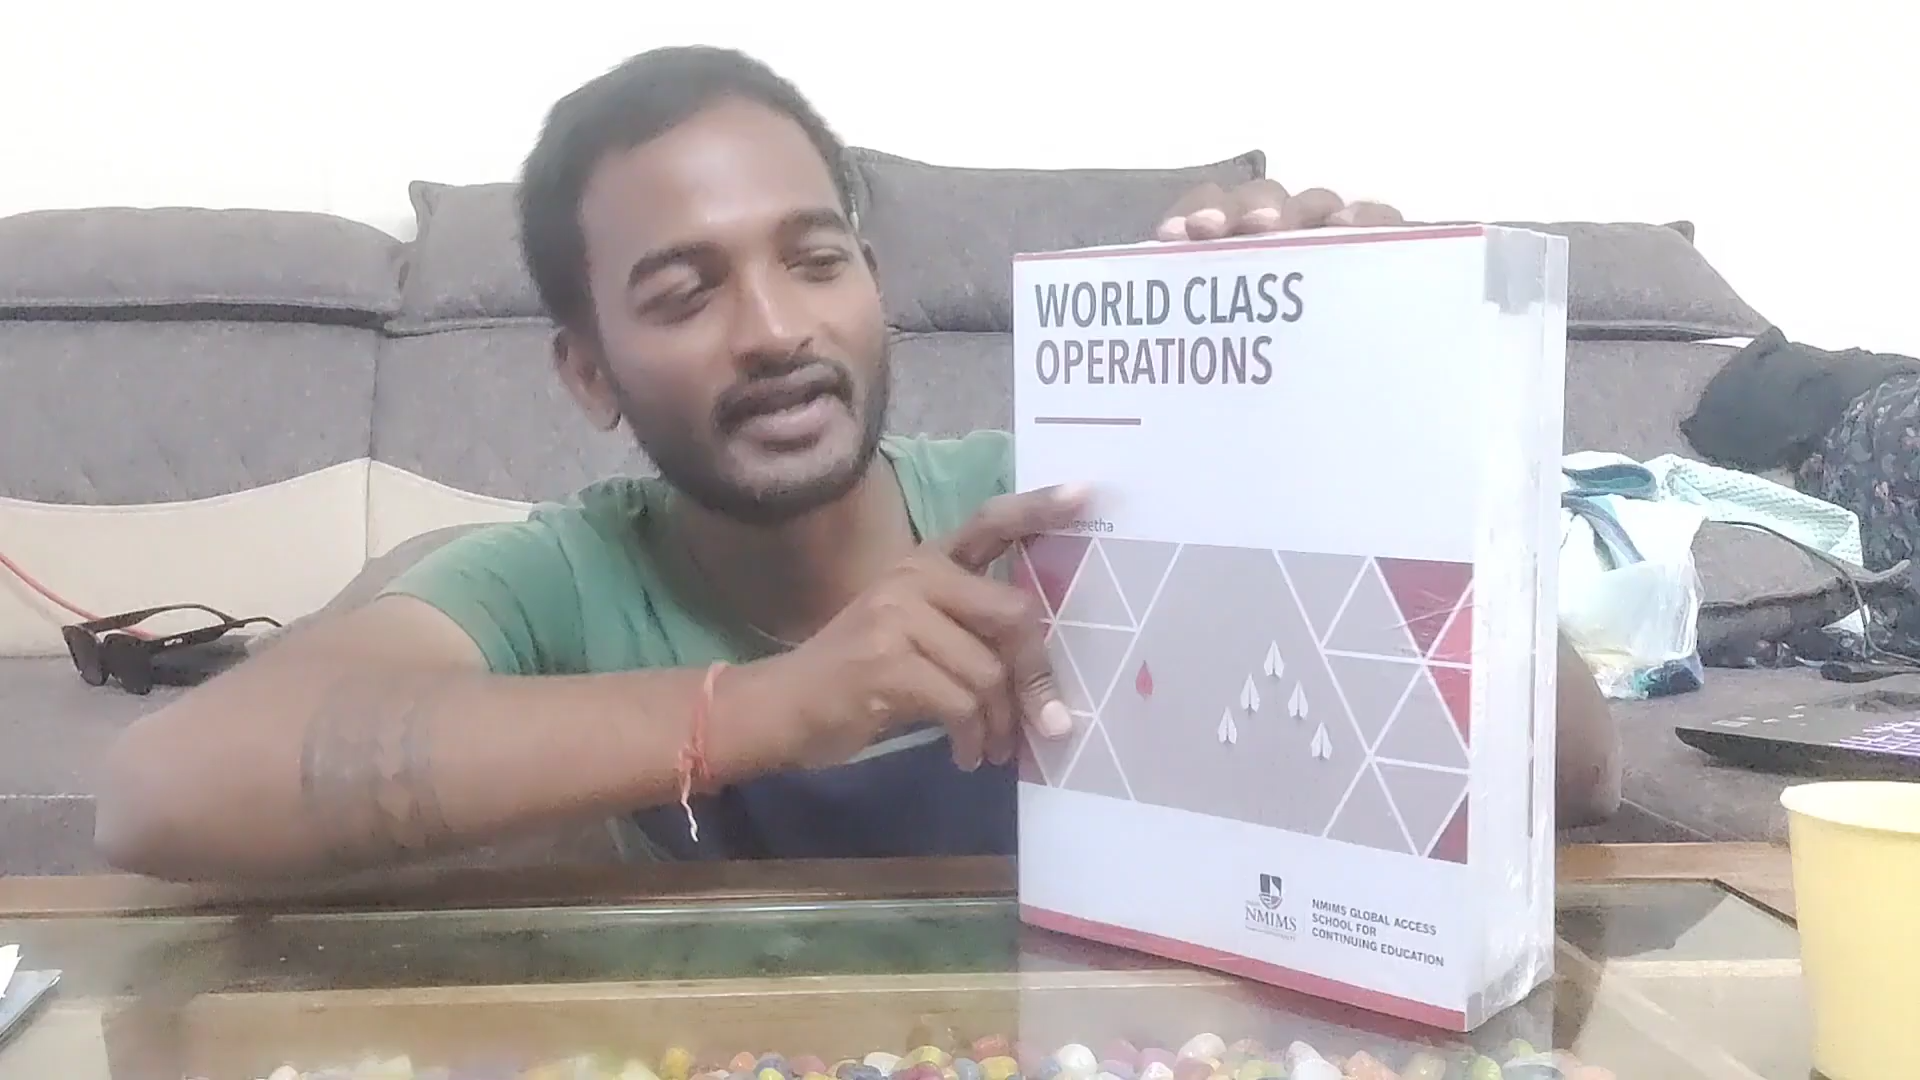 WORLD CLASS
OPERATIONS
NMIMS
NMIMS GLOBAL ACCESS
SCHOOL FOR
CONTINUING EDUCATION